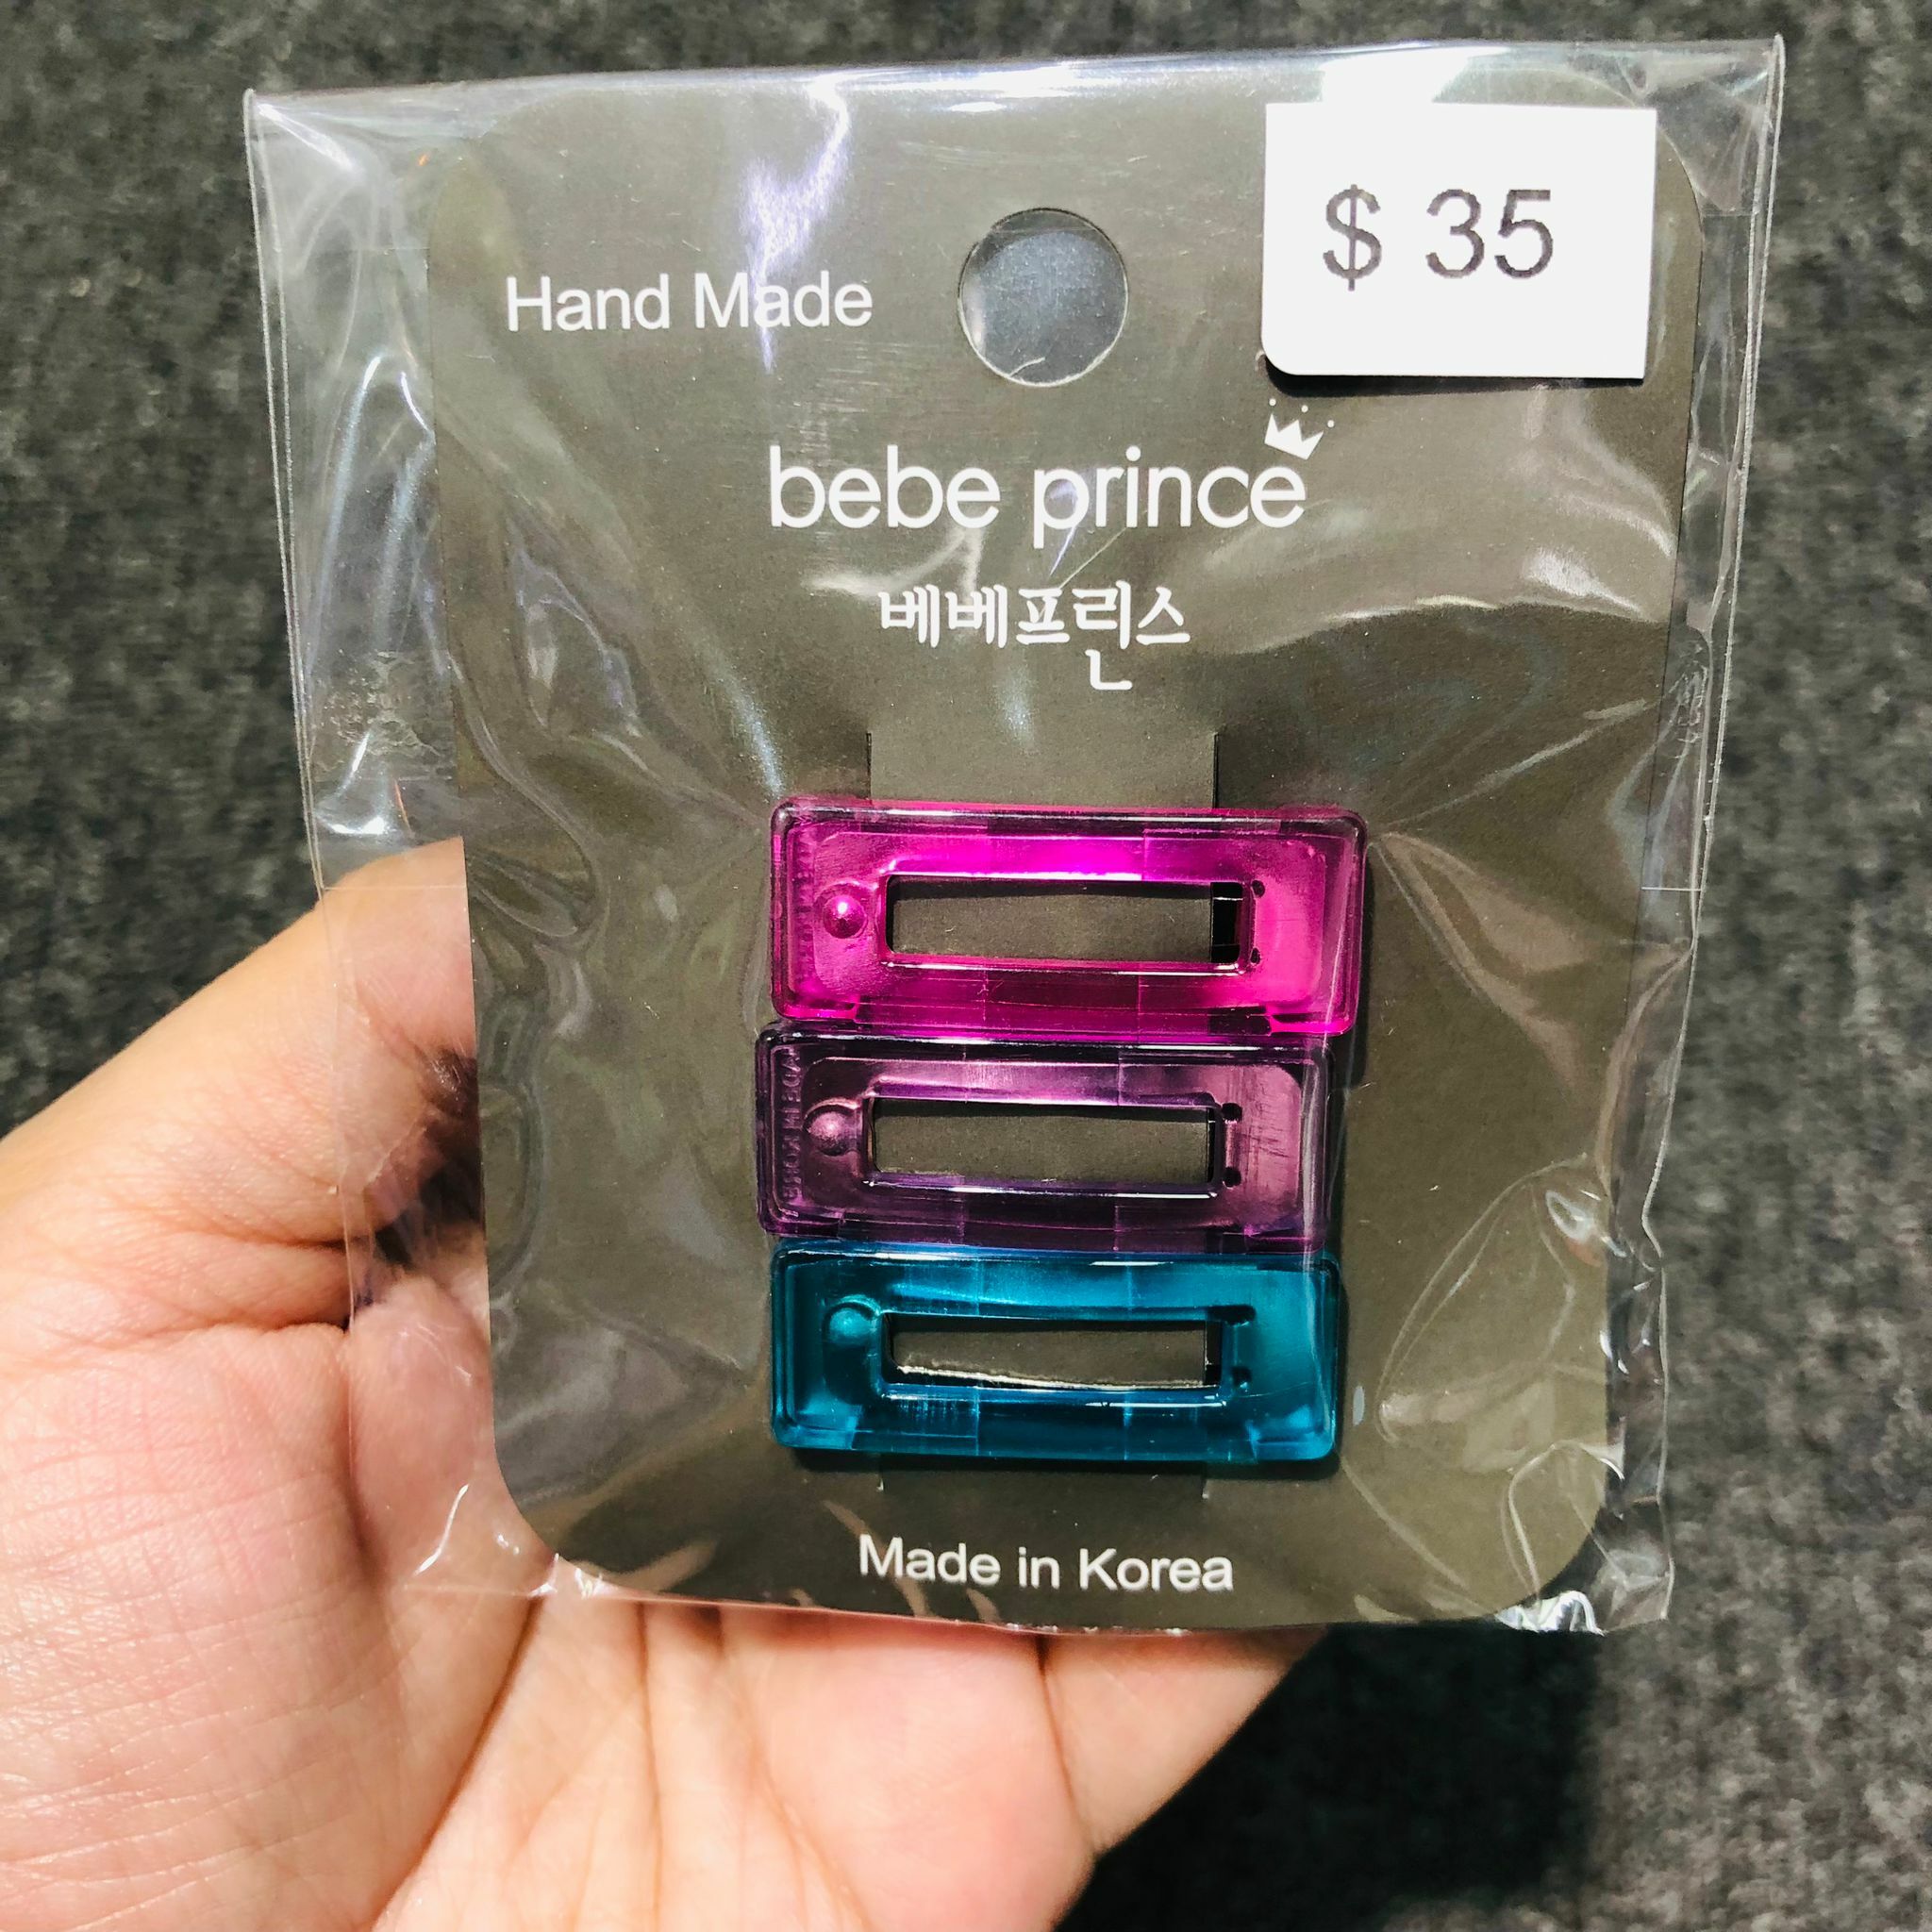 $ 35
Hand Made
bebe prince
베베프린스
Made in Korea